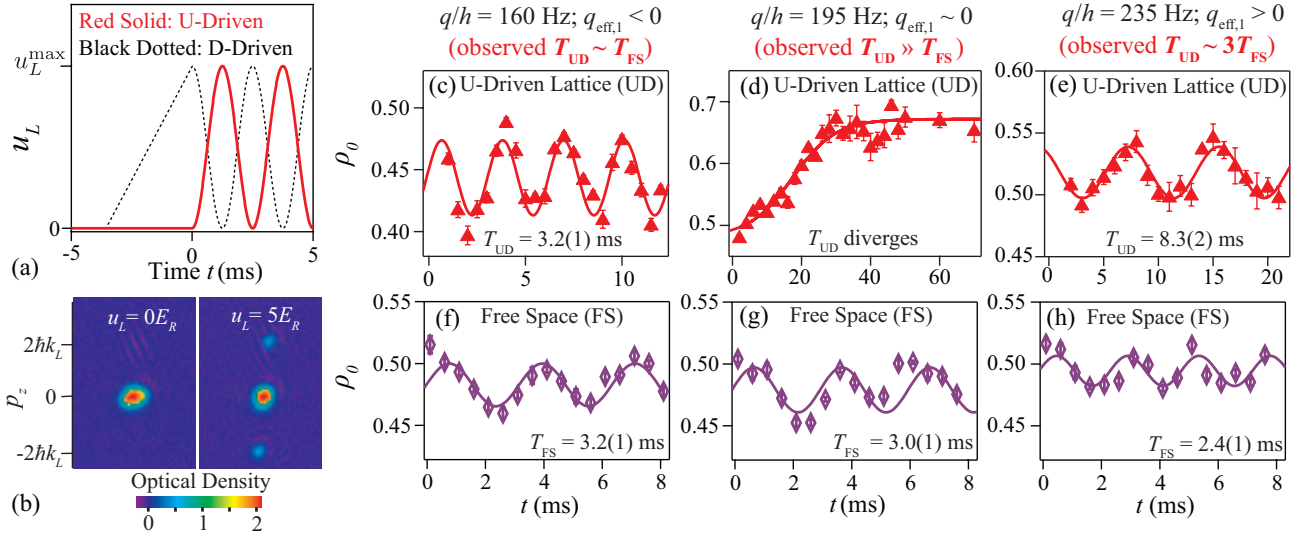 Red Solid: U-Driven
Black Dotted: D-Driven
u_L^max
u_L
0
-5 0 5
Time t (ms)
(a)
u_L = 0E_R
u_L = 5E_R
2ħk_L
p_z
0
-2ħk_L
Optical Density
0 1 2
(b)
q/h = 160 Hz; q_eff,1 < 0
(observed T_UD ~ T_FS)
q/h = 195 Hz; q_eff,1 ~ 0
(observed T_UD » T_FS)
q/h = 235 Hz; q_eff,1 > 0
(observed T_UD ~ 3T_FS)
(c) U-Driven Lattice (UD)
0.50
0.45
0.40
ρ_0
T_UD = 3.2(1) ms
0 5 10
(d) U-Driven Lattice (UD)
0.7
0.6
0.5
T_UD diverges
0 20 40 60
(e) U-Driven Lattice (UD)
0.60
0.55
0.50
0.45
T_UD = 8.3(2) ms
0 5 10 15 20
(f) Free Space (FS)
0.55
0.50
0.45
ρ_0
T_FS = 3.2(1) ms
0 2 4 6 8
t (ms)
(g) Free Space (FS)
0.55
0.50
0.45
T_FS = 3.0(1) ms
0 2 4 6 8
t (ms)
(h) Free Space (FS)
0.55
0.50
0.45
T_FS = 2.4(1) ms
0 2 4 6 8
t (ms)